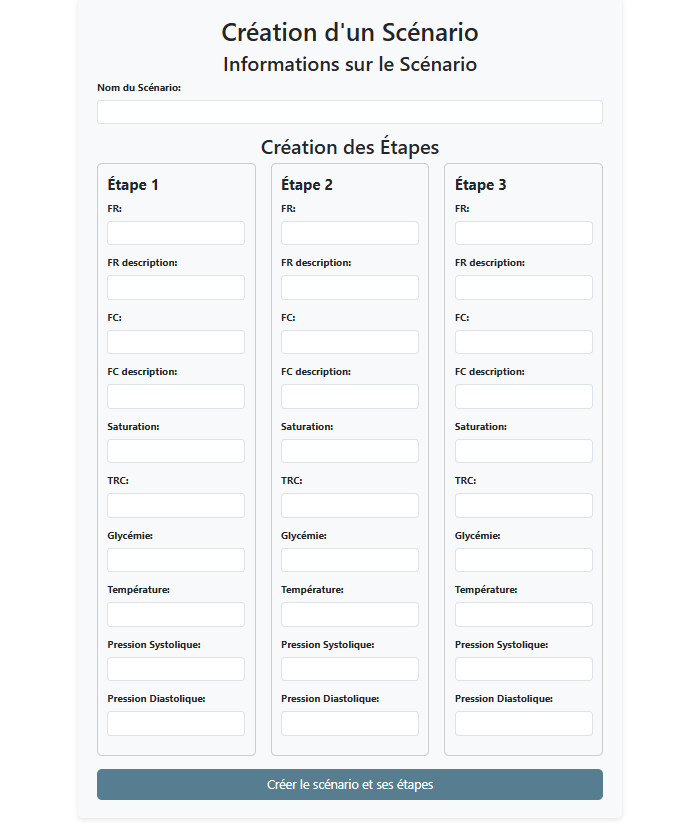 Création d'un Scénario
Informations sur le Scénario
Nom du Scénario:
Création des Étapes
Étape 1
FR:
FR description:
FC:
FC description:
Saturation:
TRC:
Glycémie:
Température:
Pression Systolique:
Pression Diastolique:
Étape 2
FR:
FR description:
FC:
FC description:
Saturation:
TRC:
Glycémie:
Température:
Pression Systolique:
Pression Diastolique:
Étape 3
FR:
FR description:
FC:
FC description:
Saturation:
TRC:
Glycémie:
Température:
Pression Systolique:
Pression Diastolique:
Créer le scénario et ses étapes